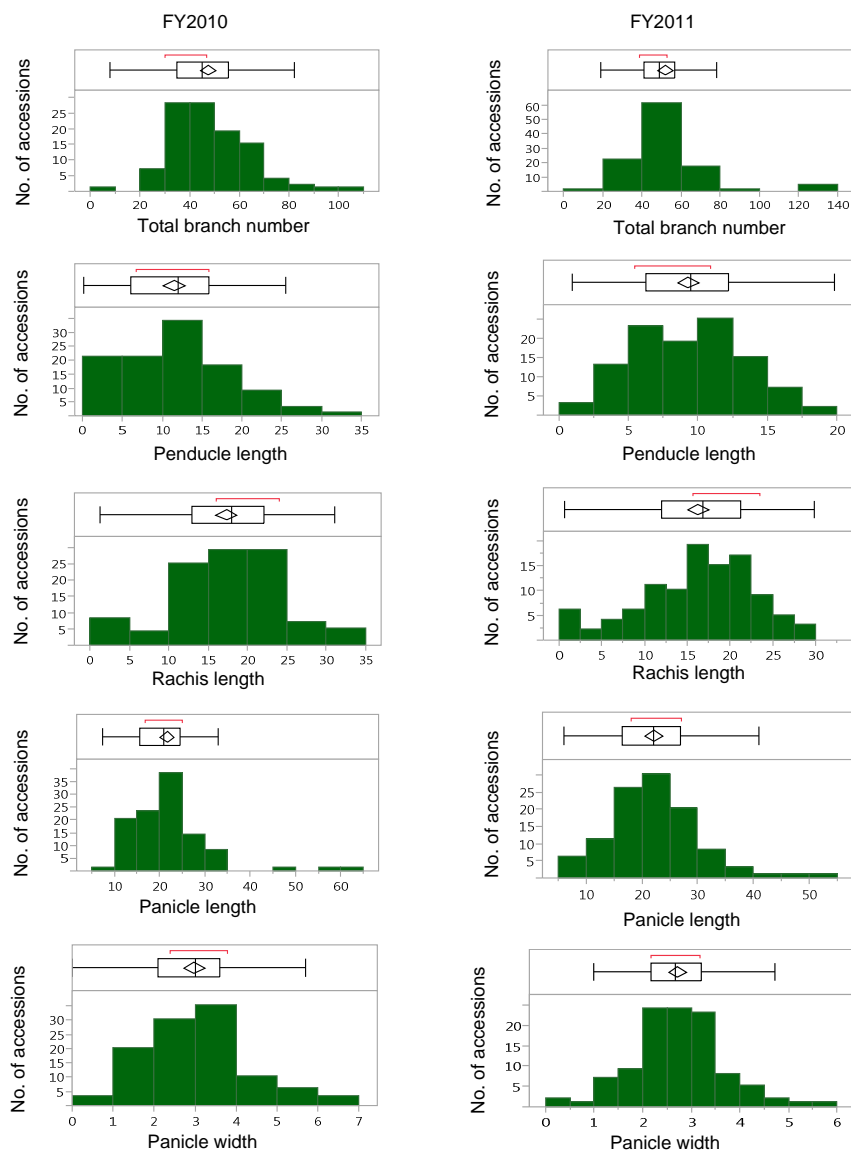 FY2010
FY2011
No. of accessions
25
20
15
10
5
0 20 40 60 80 100
Total branch number
No. of accessions
60
50
40
30
20
10
0 20 40 60 80 100 120 140
Total branch number
No. of accessions
30
25
20
15
10
5
0 5 10 15 20 25 30 35
Penducle length
No. of accessions
20
15
10
5
0 5 10 15 20
Penducle length
No. of accessions
25
20
15
10
5
0 5 10 15 20 25 30 35
Rachis length
No. of accessions
15
10
5
0 5 10 15 20 25 30
Rachis length
No. of accessions
35
30
25
20
15
10
5
10 20 30 40 50 60
Panicle length
No. of accessions
25
20
15
10
5
10 20 30 40 50
Panicle length
No. of accessions
30
25
20
15
10
5
0 1 2 3 4 5 6 7
Panicle width
No. of accessions
20
15
10
5
0 1 2 3 4 5 6
Panicle width